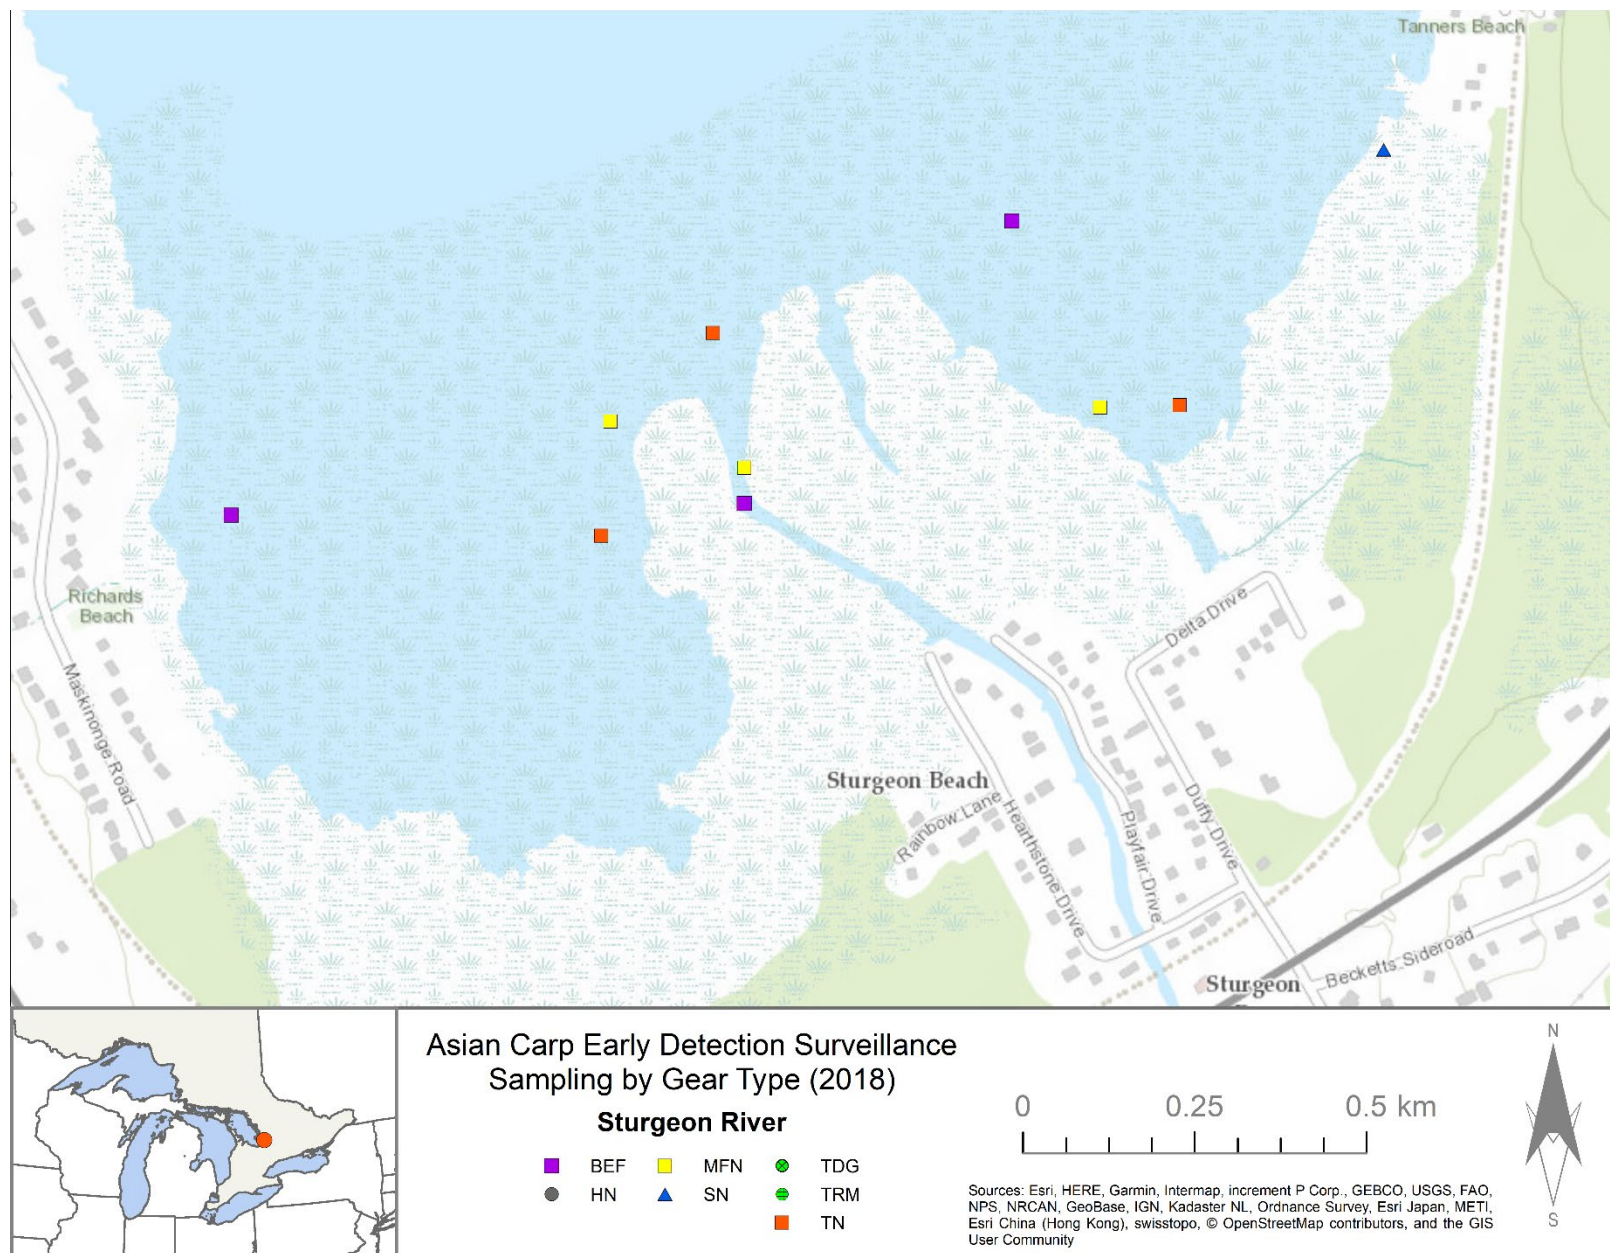 Tanners Beach
Richards
Beach
Maskinonge Road
Delta Drive
Sturgeon Beach
Rainbow Lane
Hearthstone Drive
Playfair Drive
Duffy Drive
Becketts Sideroad
Sturgeon
Asian Carp Early Detection Surveillance
Sampling by Gear Type (2018)
Sturgeon River
BEF MFN TDG
HN SN TRM
TN
0 0.25 0.5 km
N
S
Sources: Esri, HERE, Garmin, Intermap, increment P Corp., GEBCO, USGS, FAO,
NPS, NRCAN, GeoBase, IGN, Kadaster NL, Ordnance Survey, Esri Japan, METI,
Esri China (Hong Kong), swisstopo, © OpenStreetMap contributors, and the GIS
User Community